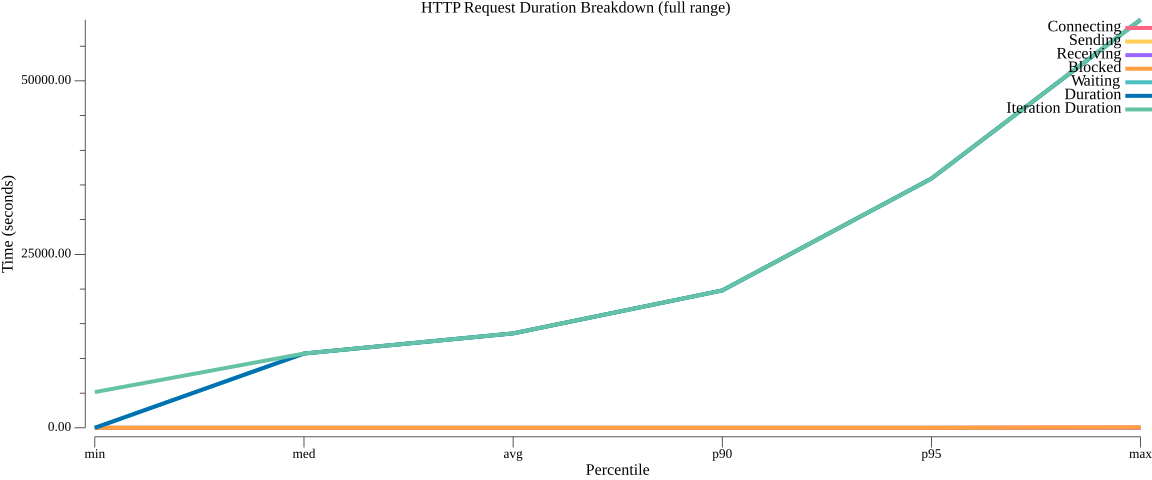 HTTP Request Duration Breakdown (full range)
Connecting
Sending
Receiving
Blocked
Waiting
Duration
Iteration Duration
50000.00
25000.00
0.00
Time (seconds)
min med avg p90 p95 max
Percentile